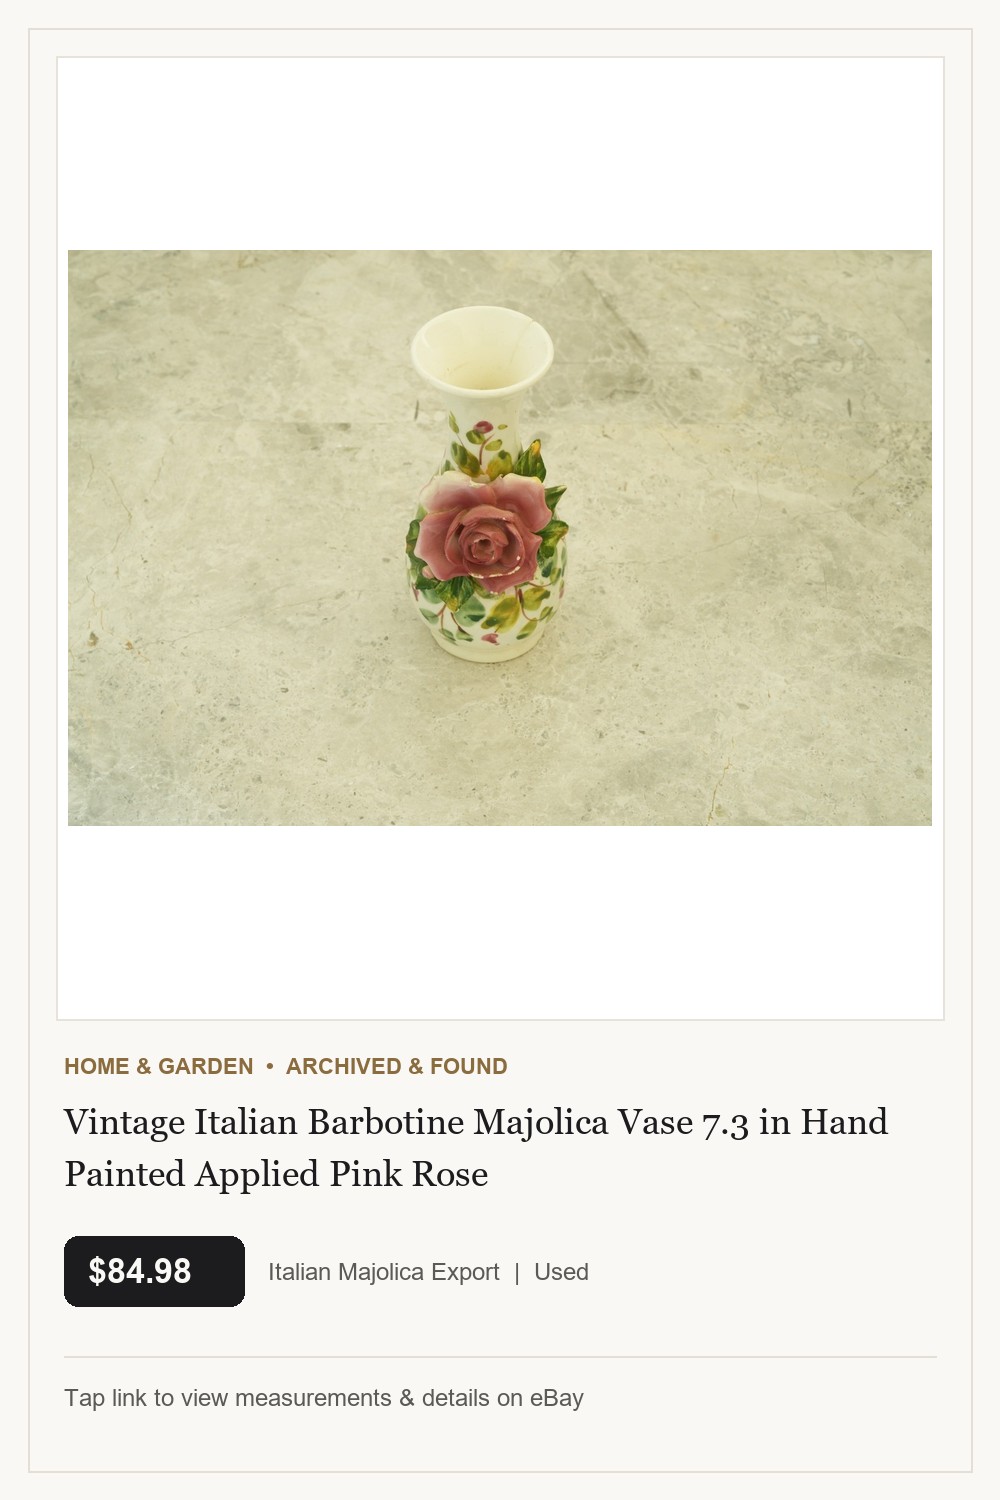 HOME & GARDEN • ARCHIVED & FOUND
Vintage Italian Barbotine Majolica Vase 7.3 in Hand
Painted Applied Pink Rose
$84.98
Italian Majolica Export | Used
Tap link to view measurements & details on eBay